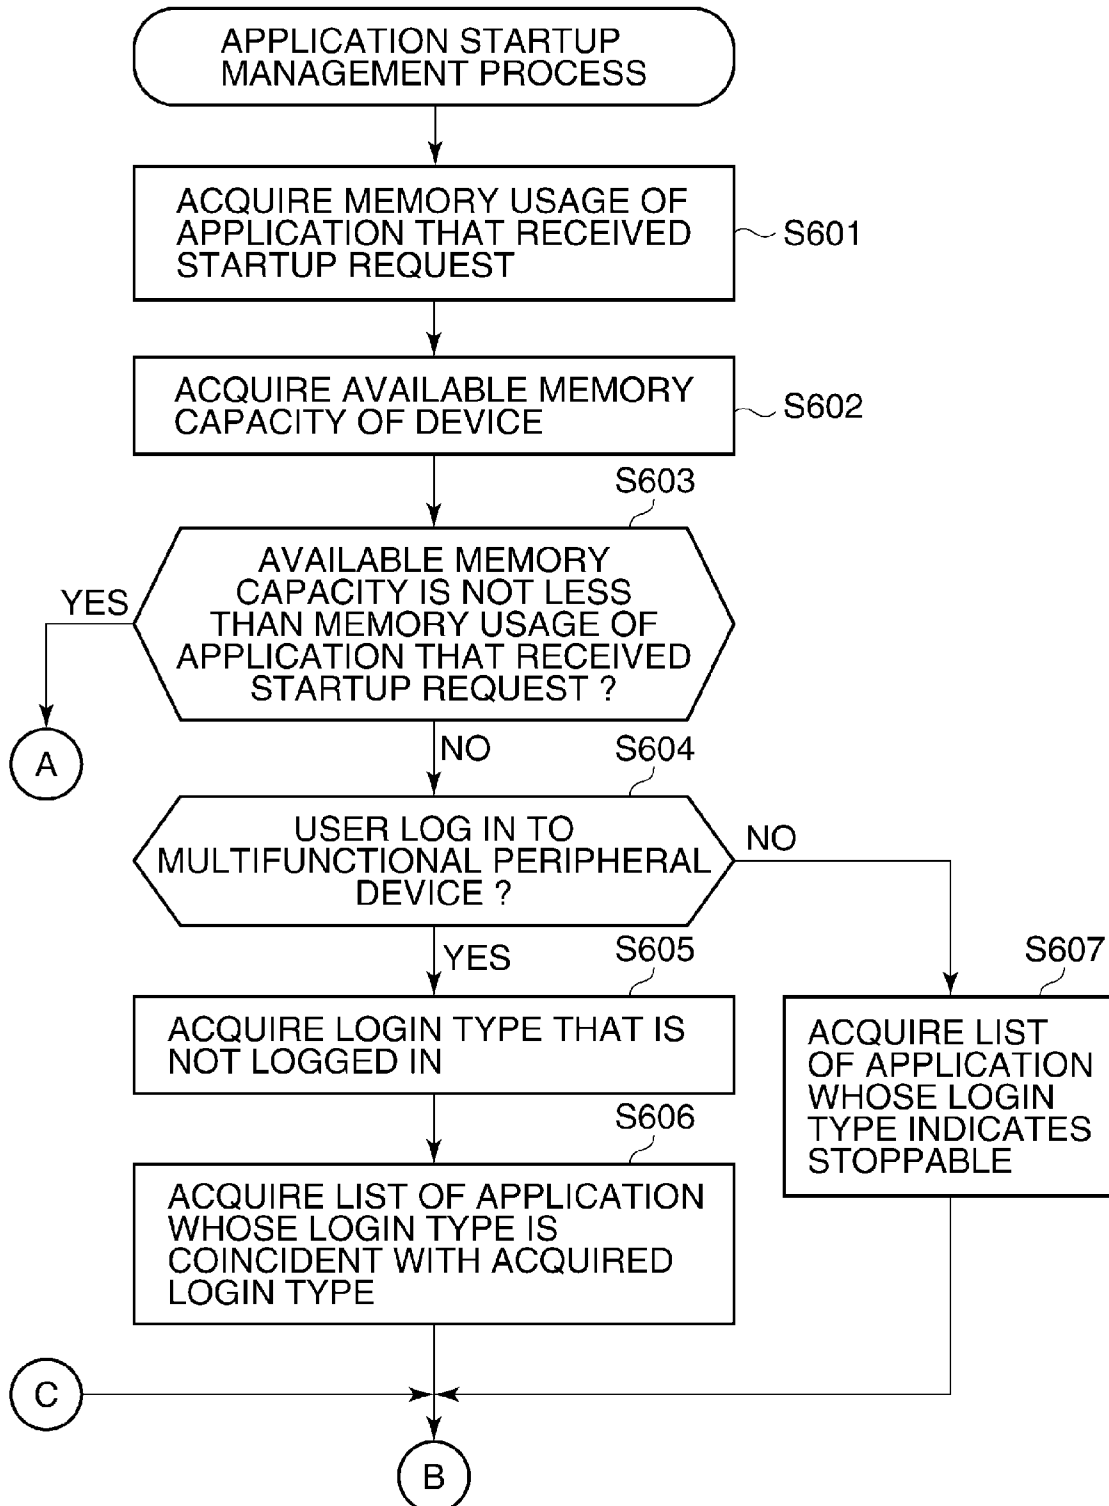 APPLICATION STARTUP
MANAGEMENT PROCESS
ACQUIRE MEMORY USAGE OF
APPLICATION THAT RECEIVED
STARTUP REQUEST
S601
ACQUIRE AVAILABLE MEMORY
CAPACITY OF DEVICE
S602
S603
AVAILABLE MEMORY
CAPACITY IS NOT LESS
THAN MEMORY USAGE OF
APPLICATION THAT RECEIVED
STARTUP REQUEST ?
YES
A
NO
S604
USER LOG IN TO
MULTIFUNCTIONAL PERIPHERAL
DEVICE ?
NO
YES
S605
ACQUIRE LOGIN TYPE THAT IS
NOT LOGGED IN
S607
ACQUIRE LIST
OF APPLICATION
WHOSE LOGIN
TYPE INDICATES
STOPPABLE
S606
ACQUIRE LIST OF APPLICATION
WHOSE LOGIN TYPE IS
COINCIDENT WITH ACQUIRED
LOGIN TYPE
C
B